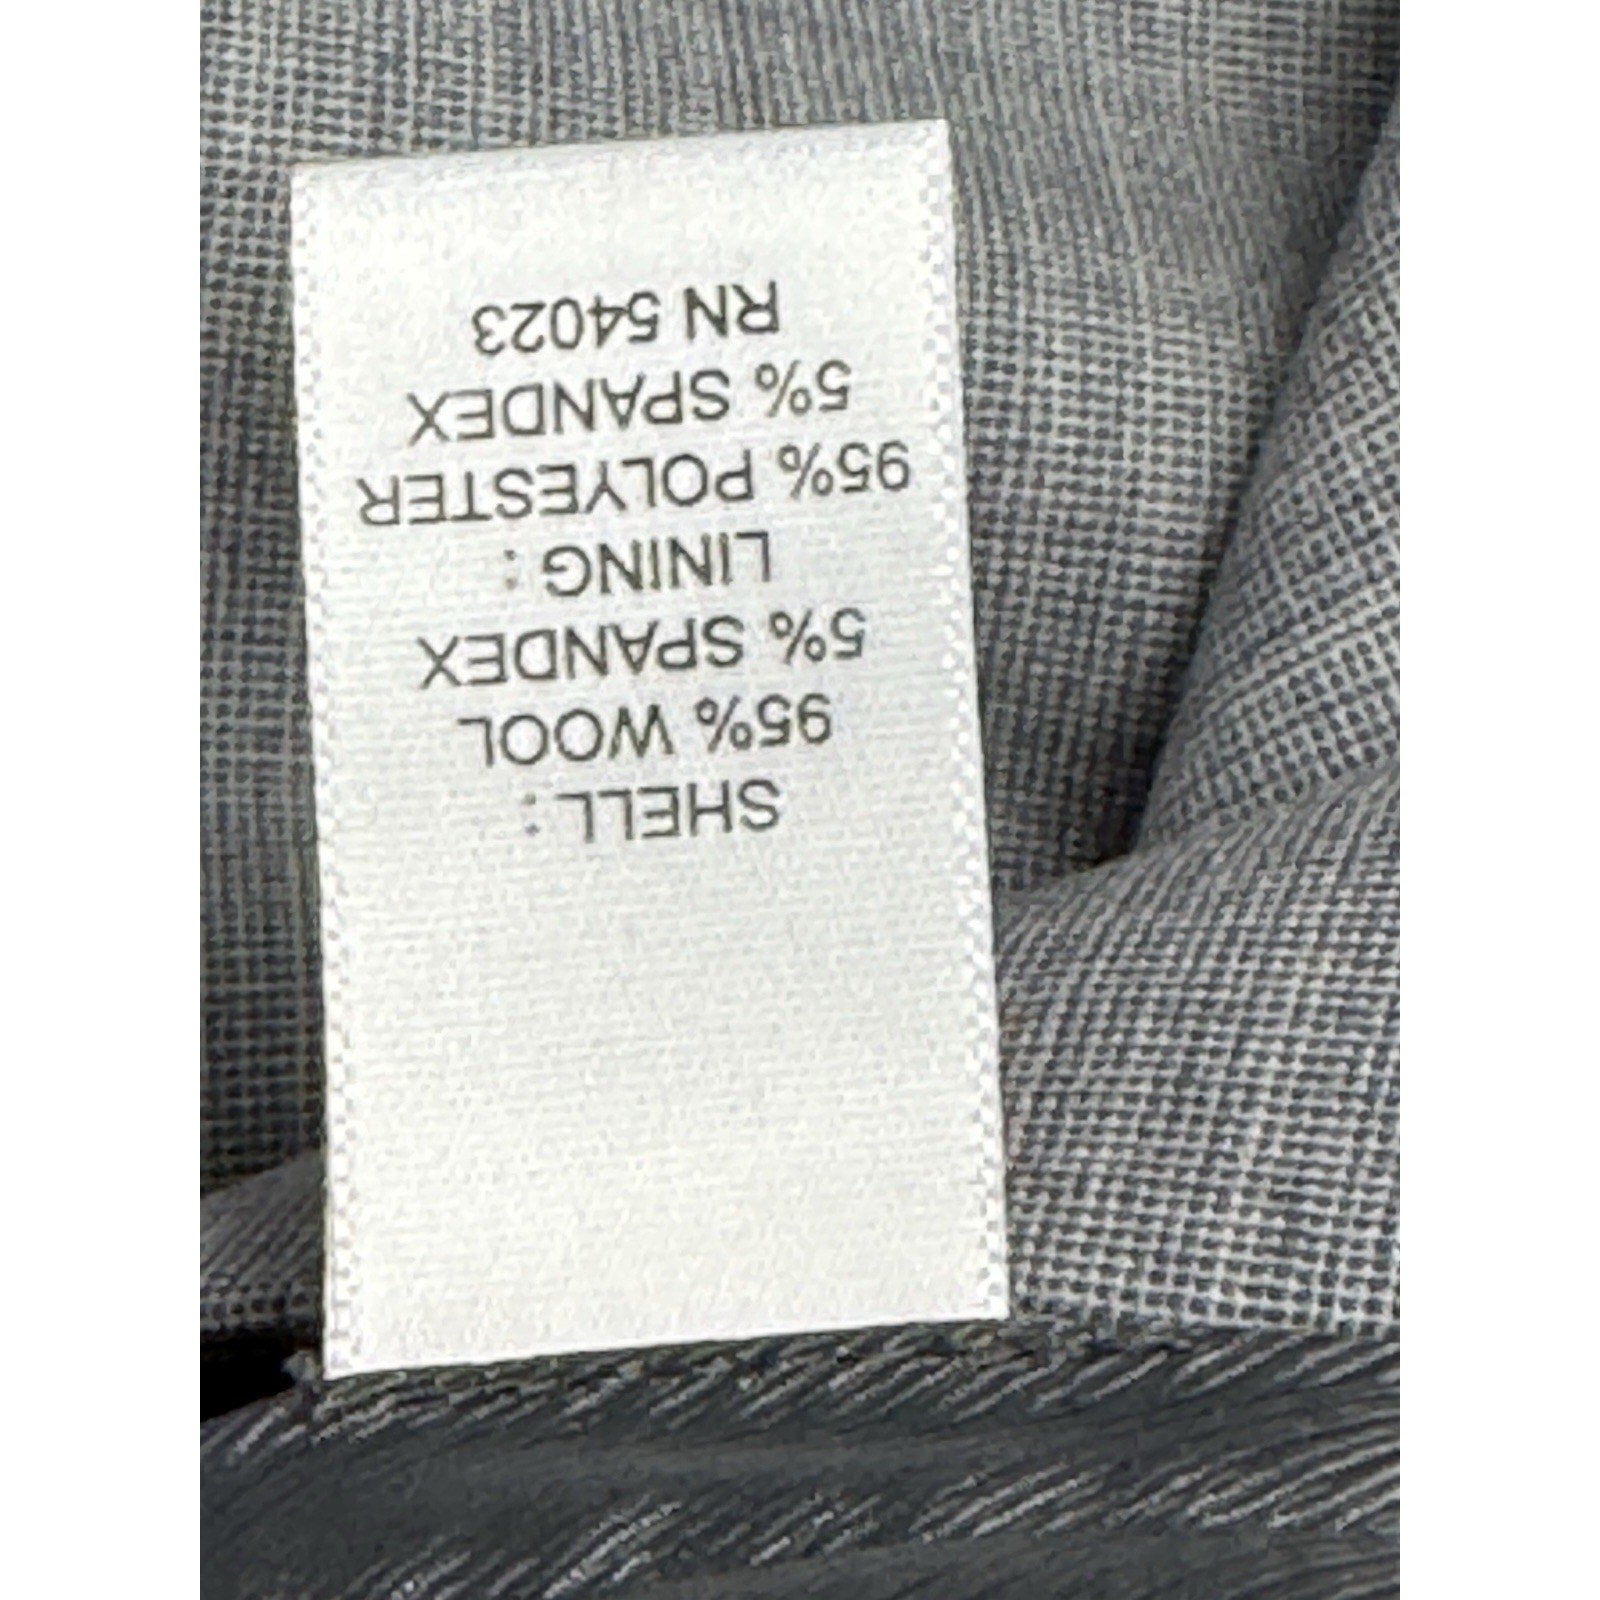 SHELL :
95% WOOL
5% SPANDEX
LINING :
95% POLYESTER
5% SPANDEX
RN 54023